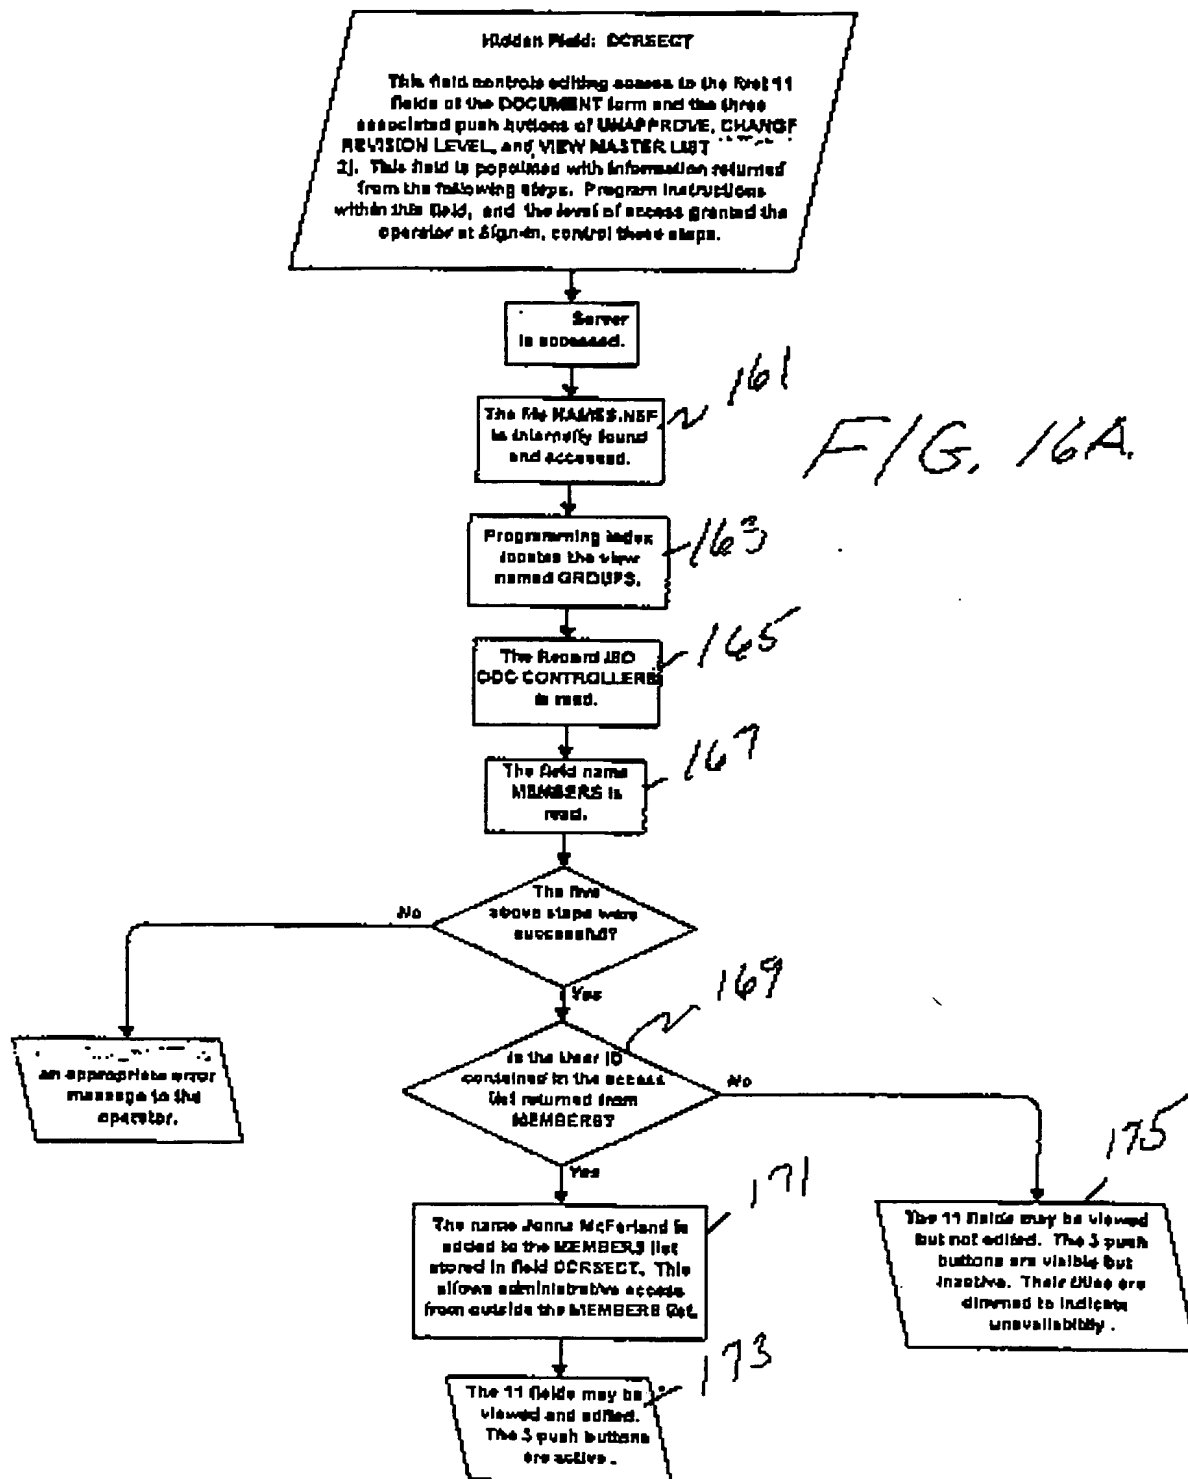 Hidden Field: DCRSECT
This field controls editing access to the first 11
fields of the DOCUMENT form and the three
associated push buttons of UNAPPROVE, CHANGE
REVISION LEVEL, and VIEW MASTER LIST
2]. This field is populated with information returned
from the following steps. Program instructions
within this field, and the level of access granted the
operator at Sign-in, control these steps.
Server
is accessed.
161
The file NAMES.NSF
is internally found
and accessed.
FIG. 16A.
Programming index
locates the view
named GROUPS.
163
165
The Record
CONTROLLERS
is read.
167
The field name
MEMBERS is
read.
The five
above steps were
successful?
No
Yes
169
an appropriate error
message to the
operator.
Is the User ID
contained in the access
list returned from
MEMBERS?
No
Yes
175
171
The name McFarland is
added to the MEMBERS list
stored in field DCRSECT. This
allows administrative access
from outside the MEMBERS list.
The 11 fields may be viewed
but not edited. The 3 push
buttons are visible but
inactive. Their titles are
dimmed to indicate
unavailability.
173
The 11 fields may be
viewed and edited.
The 3 push buttons
are active.